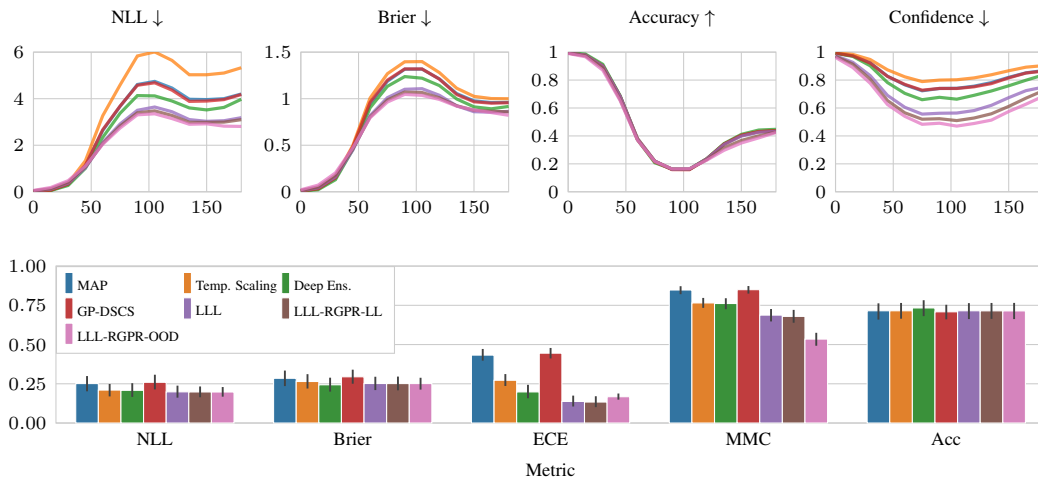 NLL ↓ Brier ↓ Accuracy ↑ Confidence ↓
6 1.5 1 1
0.8 0.8
4 1
0.6 0.6
0.4 0.4
2 0.5
0.2 0.2
0 0 0 0
0 50 100 150 0 50 100 150 0 50 100 150 0 50 100 150
1.00
MAP Temp. Scaling Deep Ens.
0.75
GP-DSCS LLL LLL-RGPR-LL
LLL-RGPR-OOD
0.50
0.25
0.00
NLL Brier ECE MMC Acc
Metric